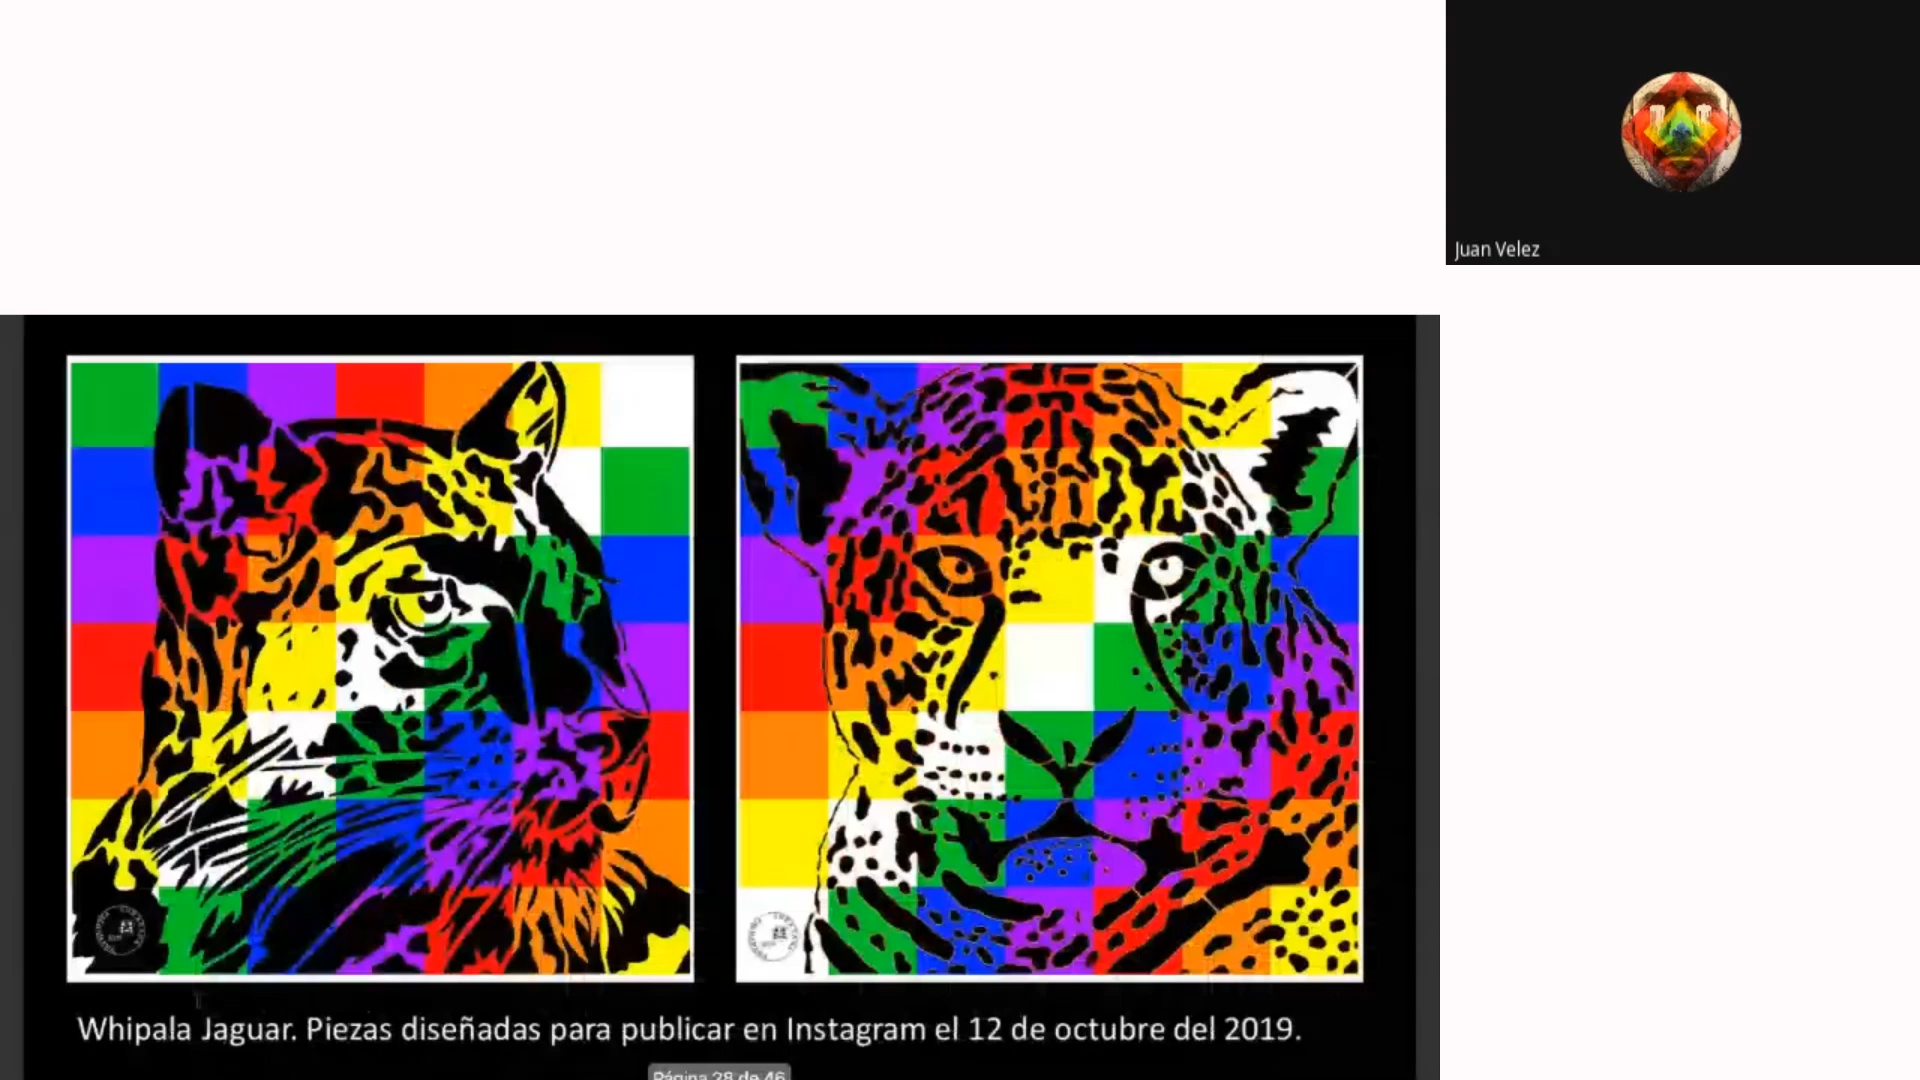 Juan Velez
Whipala Jaguar. Piezas diseñadas para publicar en Instagram el 12 de octubre del 2019.
Página 28 de 46